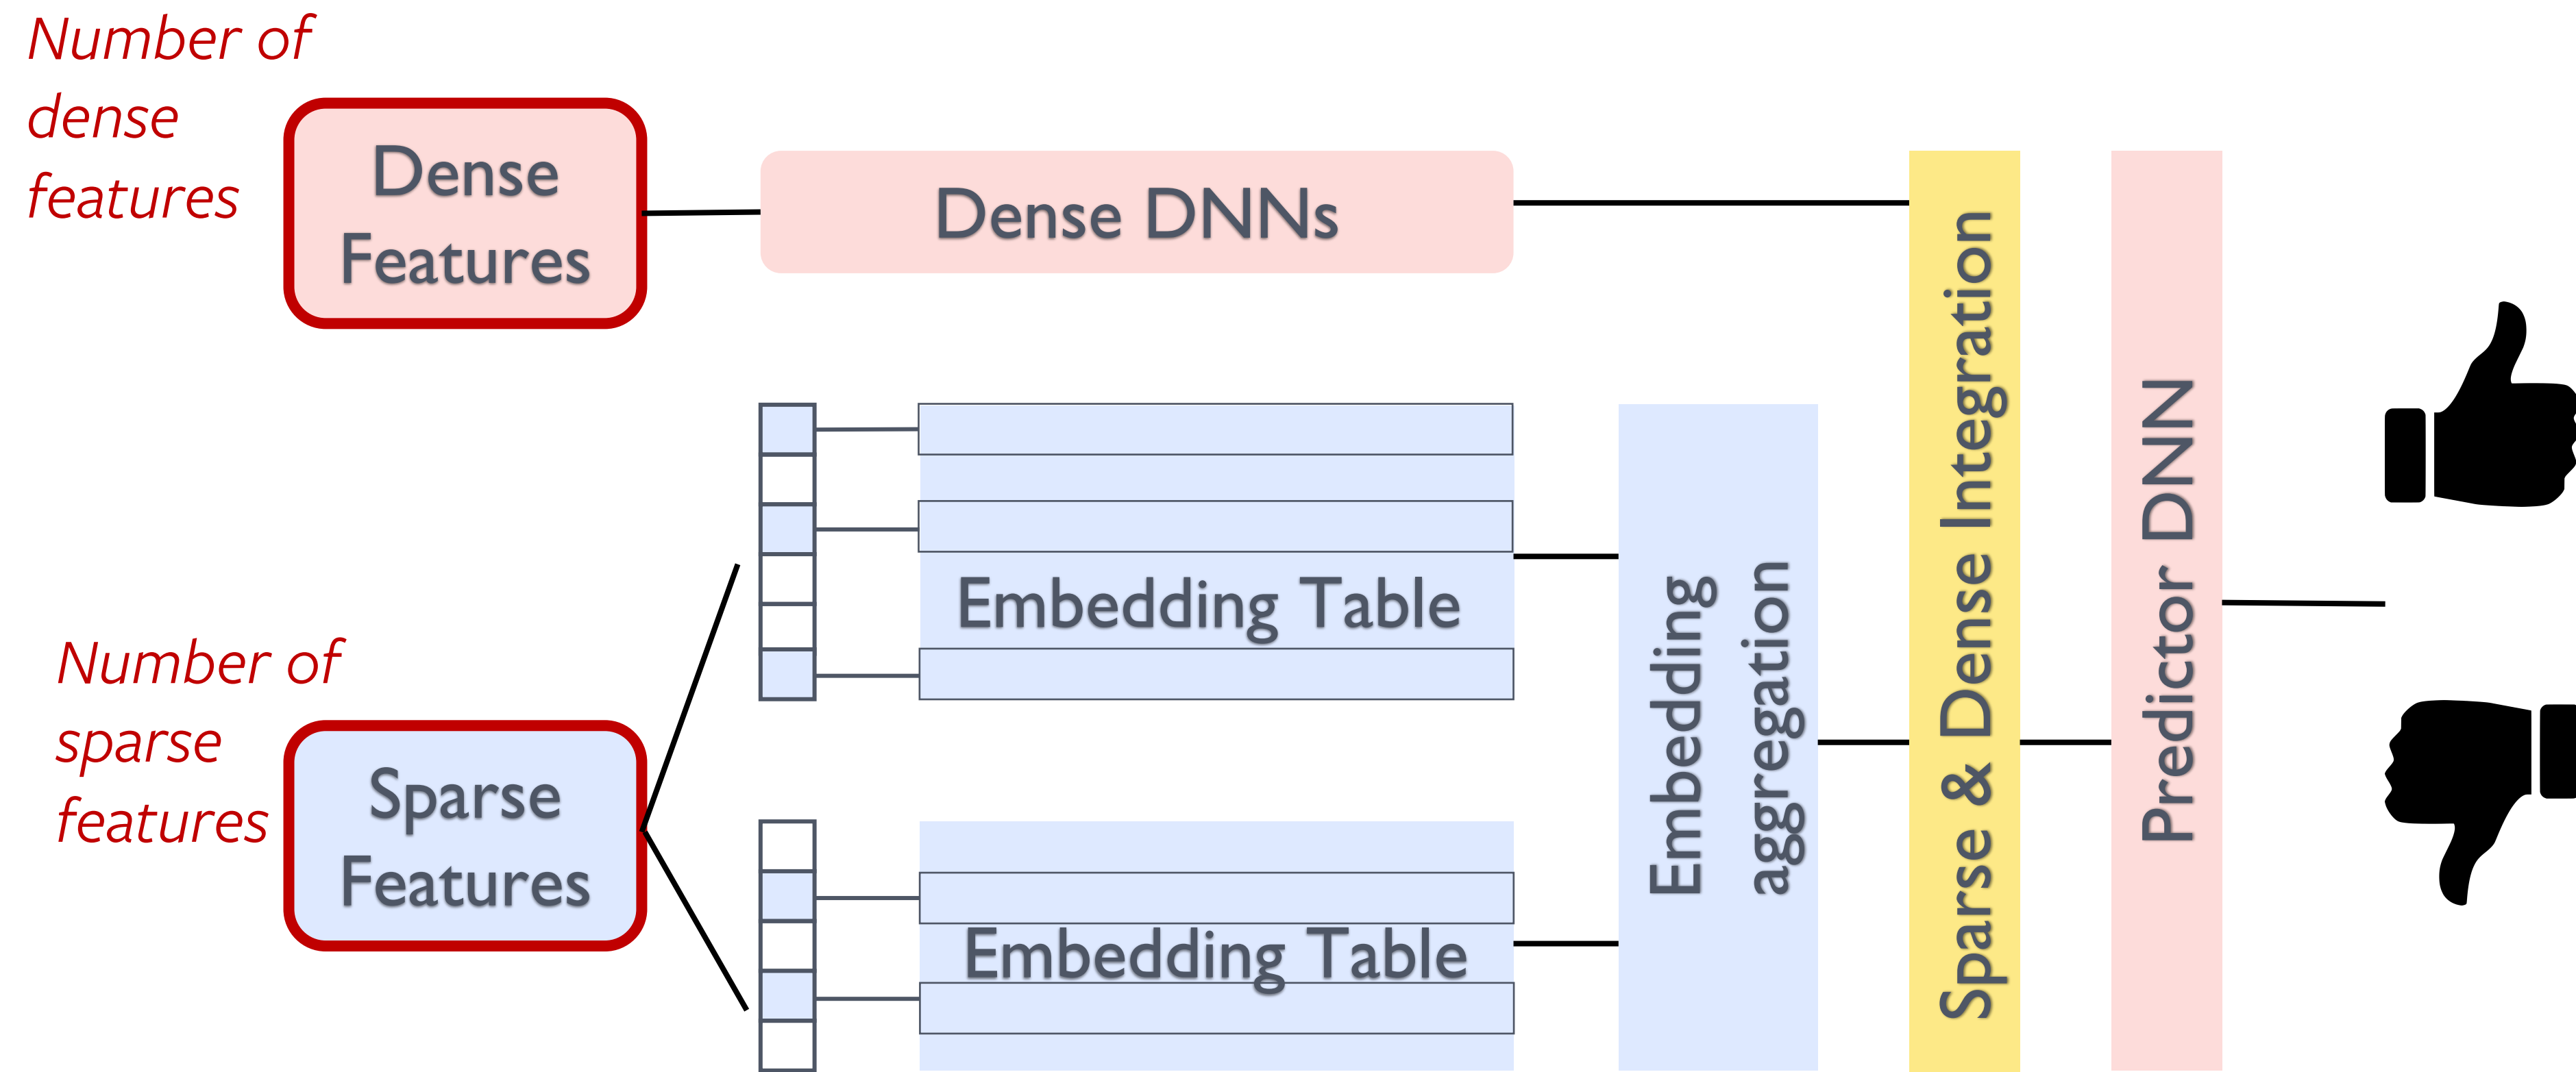 Number of
dense
features
Dense
Features
Dense DNNs
Number of
sparse
features
Sparse
Features
Embedding Table
Embedding Table
Embedding
aggregation
Sparse & Dense Integration
Predictor DNN